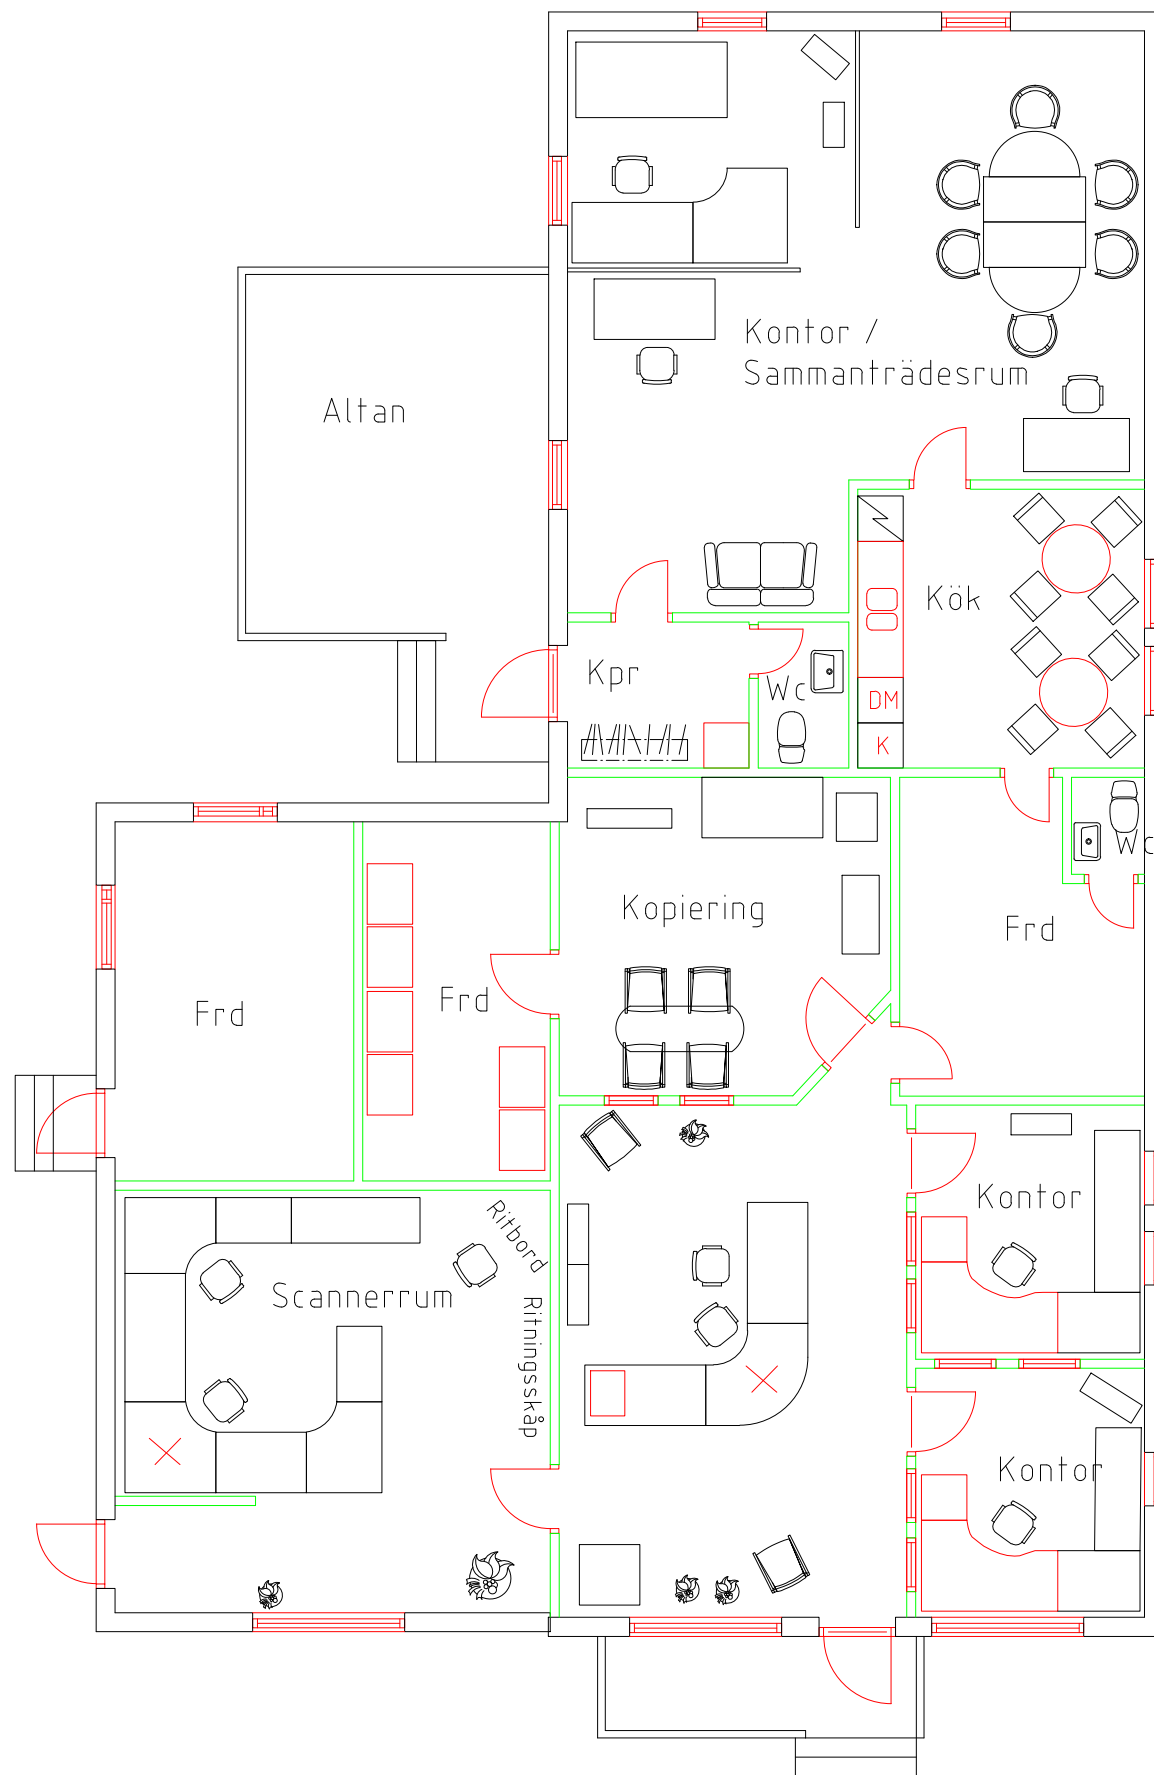 Kontor /
Sammanträdesrum
Altan
Kök
Kpr
Wc
DM
K
Wc
Kopiering
Frd
Frd
Frd
Kontor
Ritbord
Scannerrum
Ritningsskåp
Kontor